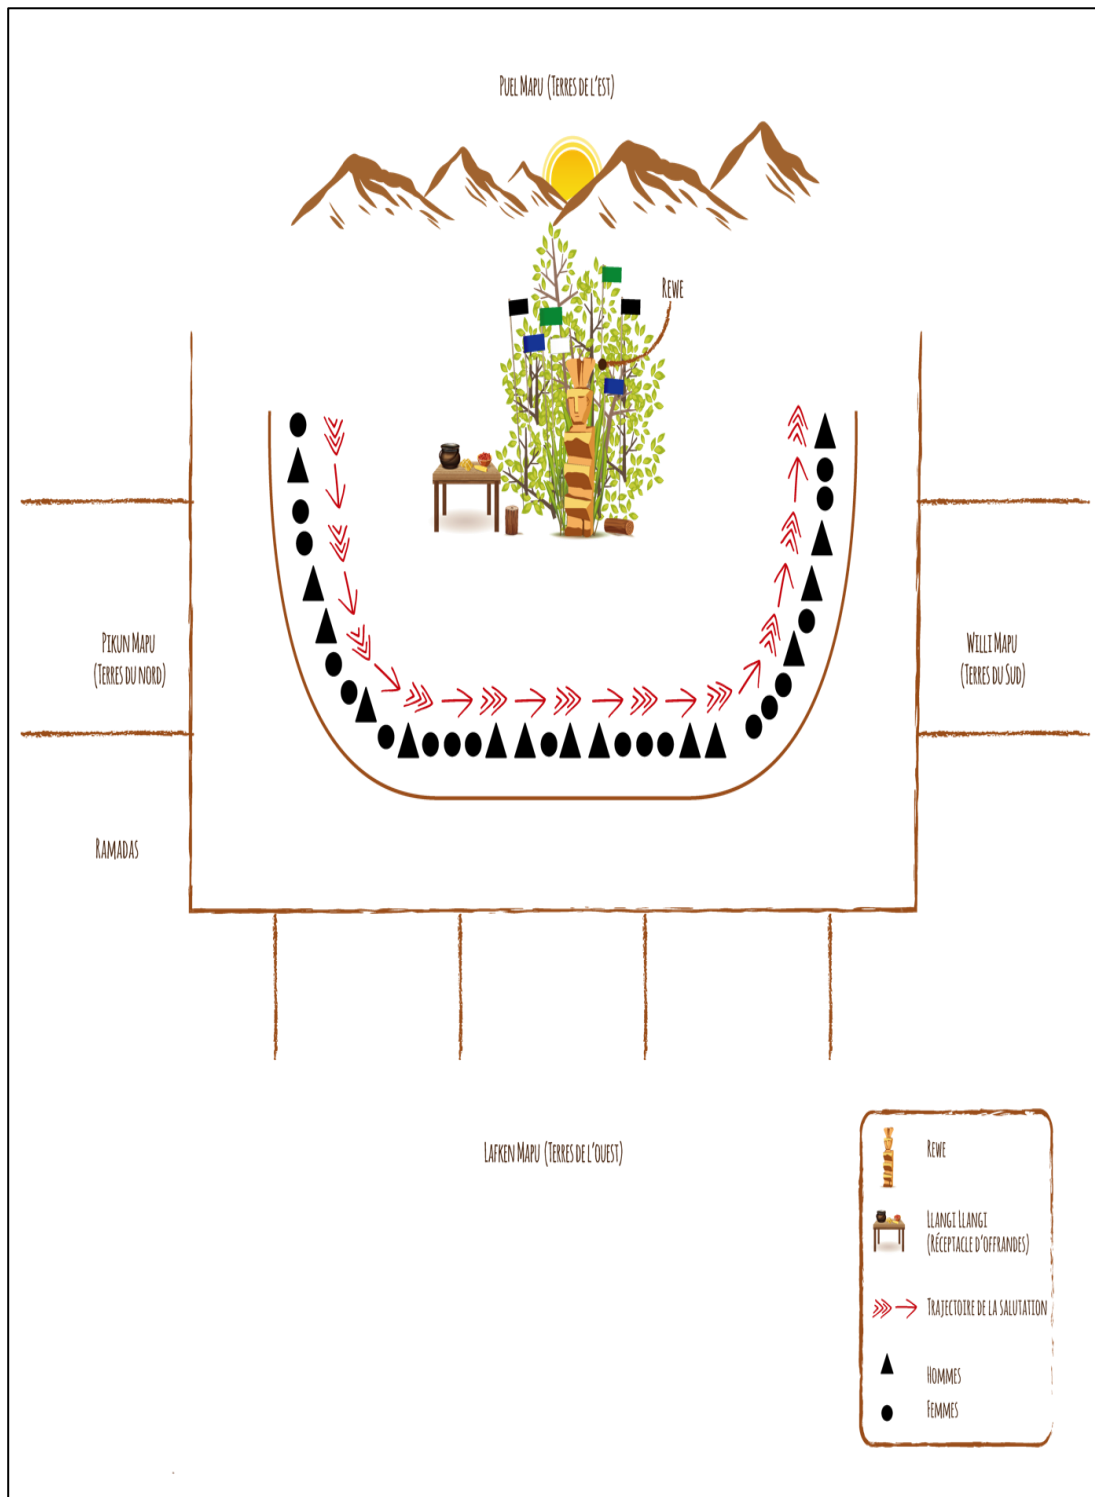 PUEL MAPU (TERRES DE L'EST)
REWE
PIKUN MAPU
(TERRES DU NORD)
WILLI MAPU
(TERRES DU SUD)
RAMADAS
LAFKEN MAPU (TERRES DE L'OUEST)
REWE
LLANGI LLANGI
(RÉCEPTACLE D'OFFRANDES)
TRAJECTOIRE DE LA SALUTATION
HOMMES
FEMMES